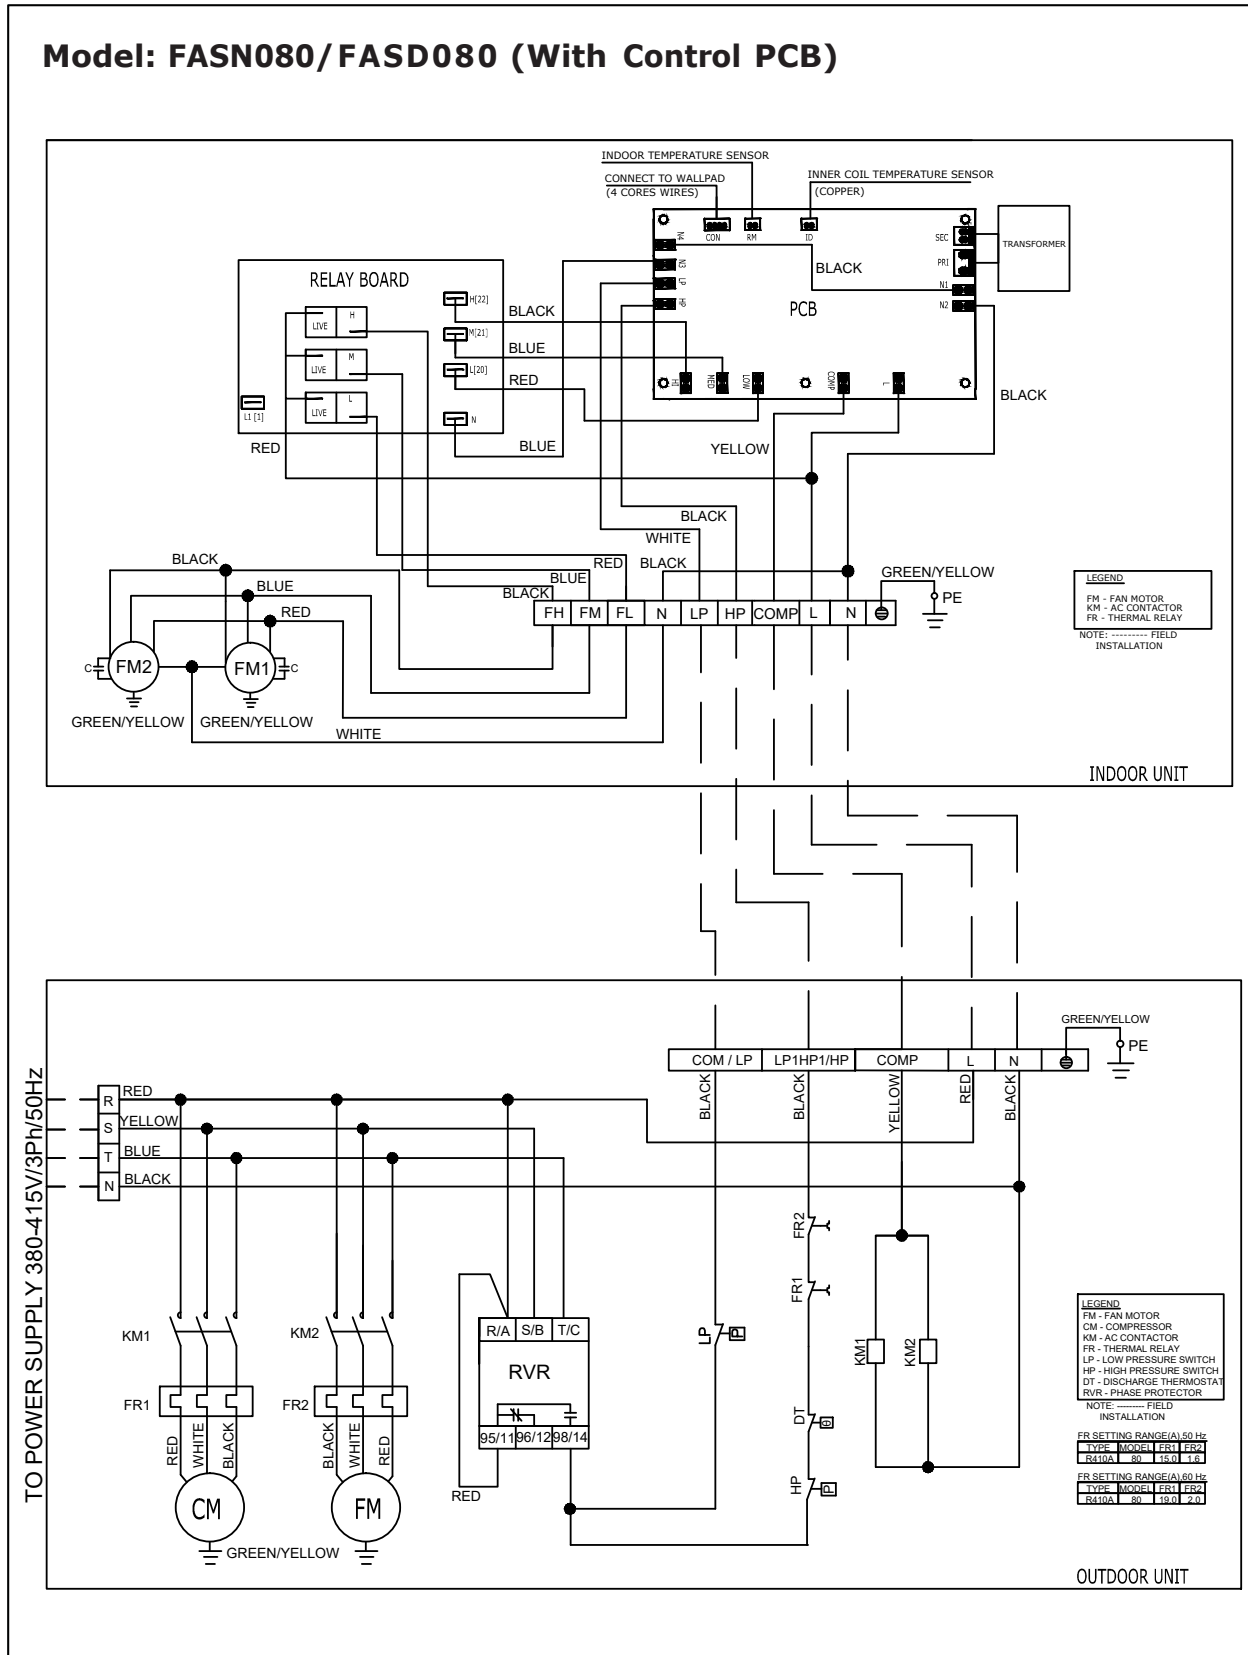 Model: FASN080/FASD080 (With Control PCB)
INDOOR TEMPERATURE SENSOR
CONNECT TO WALLPAD
(4 CORES WIRES)
INNER COIL TEMPERATURE SENSOR
(COPPER)
CON
RM
ID
SEC
PRI
N1
N2
TRANSFORMER
N4
N3
LP
HP
BLACK
PCB
HI
MED
LOW
COMP
L
RELAY BOARD
LIVE
H
LIVE
M
LIVE
L
L1 [1]
H[22]
M[21]
L[20]
N
BLACK
BLUE
RED
BLACK
RED
BLUE
YELLOW
BLACK
WHITE
RED
BLACK
BLUE
BLACK
BLACK
BLUE
RED
GREEN/YELLOW
PE
FH
FM
FL
N
LP
HP
COMP
L
N
C
FM2
FM1
C
GREEN/YELLOW
GREEN/YELLOW
WHITE
LEGEND
FM - FAN MOTOR
KM - AC CONTACTOR
FR - THERMAL RELAY
NOTE: --------- FIELD
INSTALLATION
INDOOR UNIT
GREEN/YELLOW
PE
COM / LP
LP1HP1/HP
COMP
L
N
BLACK
BLACK
YELLOW
RED
BLACK
TO POWER SUPPLY 380-415V/3Ph/50Hz
R
S
T
N
RED
YELLOW
BLUE
BLACK
KM1
KM2
FR1
FR2
RED
WHITE
BLACK
BLACK
WHITE
RED
CM
FM
GREEN/YELLOW
R/A
S/B
T/C
RVR
95/11
96/12
98/14
RED
LP
P
FR2
FR1
DT
θ
HP
P
KM1
KM2
LEGEND
FM - FAN MOTOR
CM - COMPRESSOR
KM - AC CONTACTOR
FR - THERMAL RELAY
LP - LOW PRESSURE SWITCH
HP - HIGH PRESSURE SWITCH
DT - DISCHARGE THERMOSTAT
RVR - PHASE PROTECTOR
NOTE: --------- FIELD
INSTALLATION
FR SETTING RANGE(A),50 Hz
TYPE MODEL FR1 FR2
R410A 80 15.0 1.6
FR SETTING RANGE(A),60 Hz
TYPE MODEL FR1 FR2
R410A 80 19.0 2.0
OUTDOOR UNIT